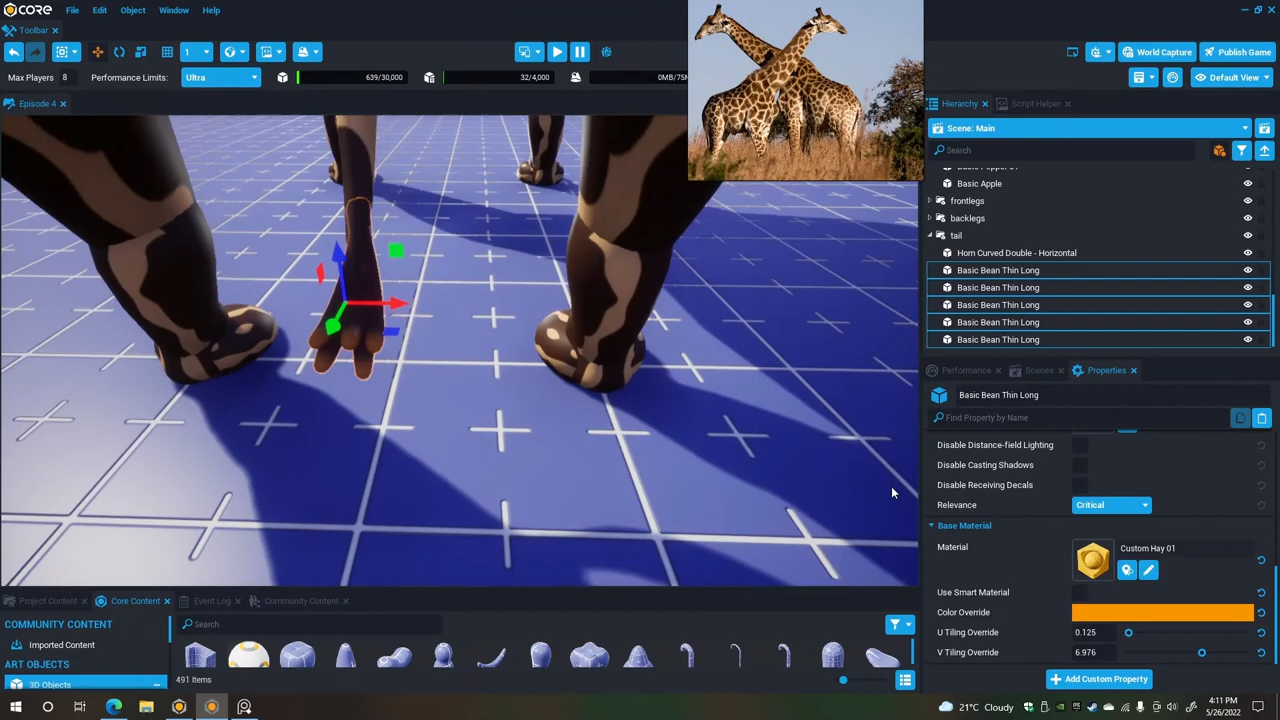 CORE File Edit Object Window Help
Toolbar
1 World Capture Publish Game
Max Players 8 Performance Limits: Ultra 639/30,000 32/4,000 Default View
Episode 4
Hierarchy Script Helper
Scene: Main
Search
Basic Apple
frontlegs
backlegs
tail
Horn Curved Double - Horizontal
Basic Bean Thin Long
Basic Bean Thin Long
Basic Bean Thin Long
Basic Bean Thin Long
Basic Bean Thin Long
Performance Scenes Properties
Basic Bean Thin Long
Find Property by Name
Disable Distance-field Lighting
Disable Casting Shadows
Disable Receiving Decals
Relevance Critical
Base Material
Material Custom Hay 01
Use Smart Material
Color Override
U Tiling Override 0.125
V Tiling Override 6.976
Add Custom Property
Project Content Core Content Event Log Community Content
COMMUNITY CONTENT
Search
Imported Content
ART OBJECTS
3D Objects
491 Items
21°C Cloudy
4:11 PM
5/26/2022